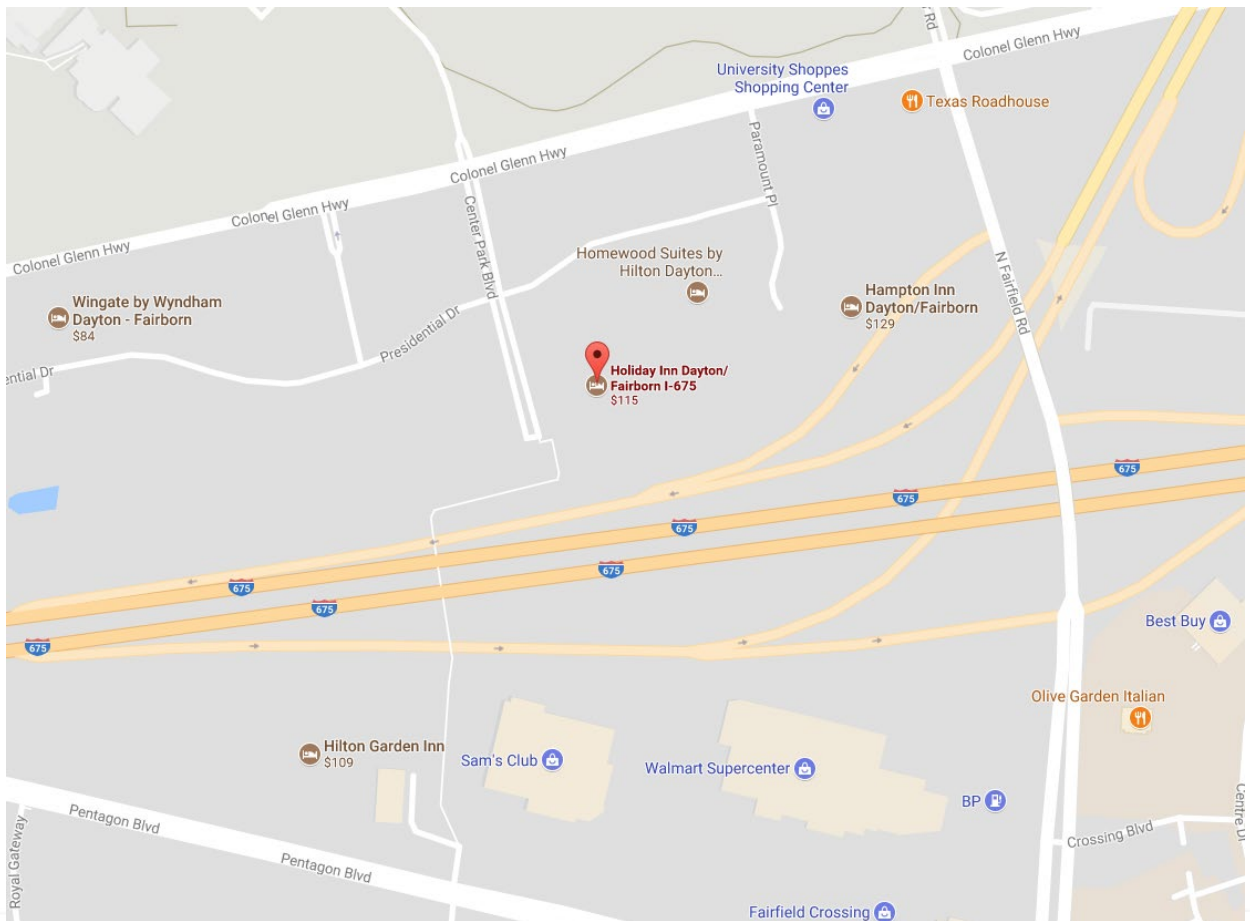 Rd
Colonel Glenn Hwy
University Shoppes
Shopping Center
Texas Roadhouse
Paramount Pl
Colonel Glenn Hwy
Colonel Glenn Hwy
Colonel Glenn Hwy
Center Park Blvd
N Fairfield Rd
Homewood Suites by
Hilton Dayton...
Wingate by Wyndham
Dayton - Fairborn
$84
Hampton Inn
Dayton/Fairborn
$129
Presidential Dr
ential Dr
Holiday Inn Dayton/
Fairborn I-675
$115
675
675
675
675
675
675
675
Best Buy
Olive Garden Italian
Hilton Garden Inn
$109
Sam's Club
Walmart Supercenter
BP
Pentagon Blvd
Pentagon Blvd
Royal Gateway
Crossing Blvd
Centre Dr
Fairfield Crossing